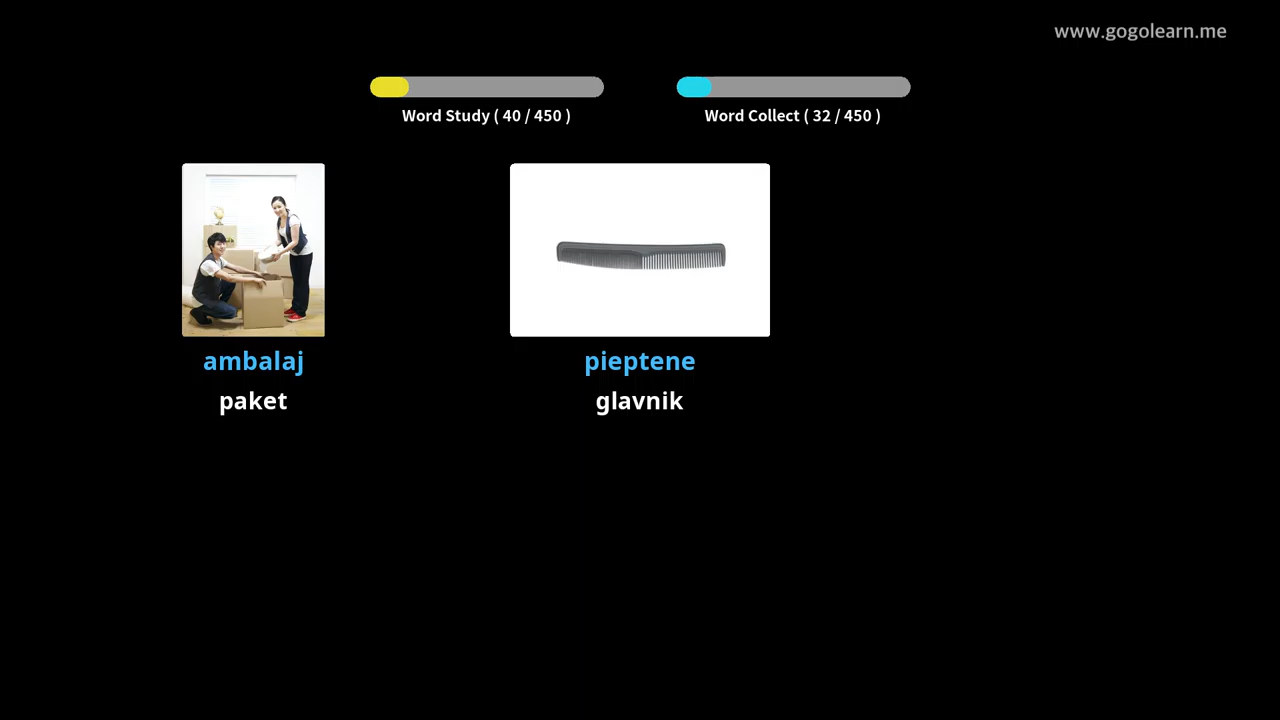 www.gogolearn.me
Word Study ( 40 / 450 )
Word Collect ( 32 / 450 )
ambalaj
paket
pieptene
glavnik